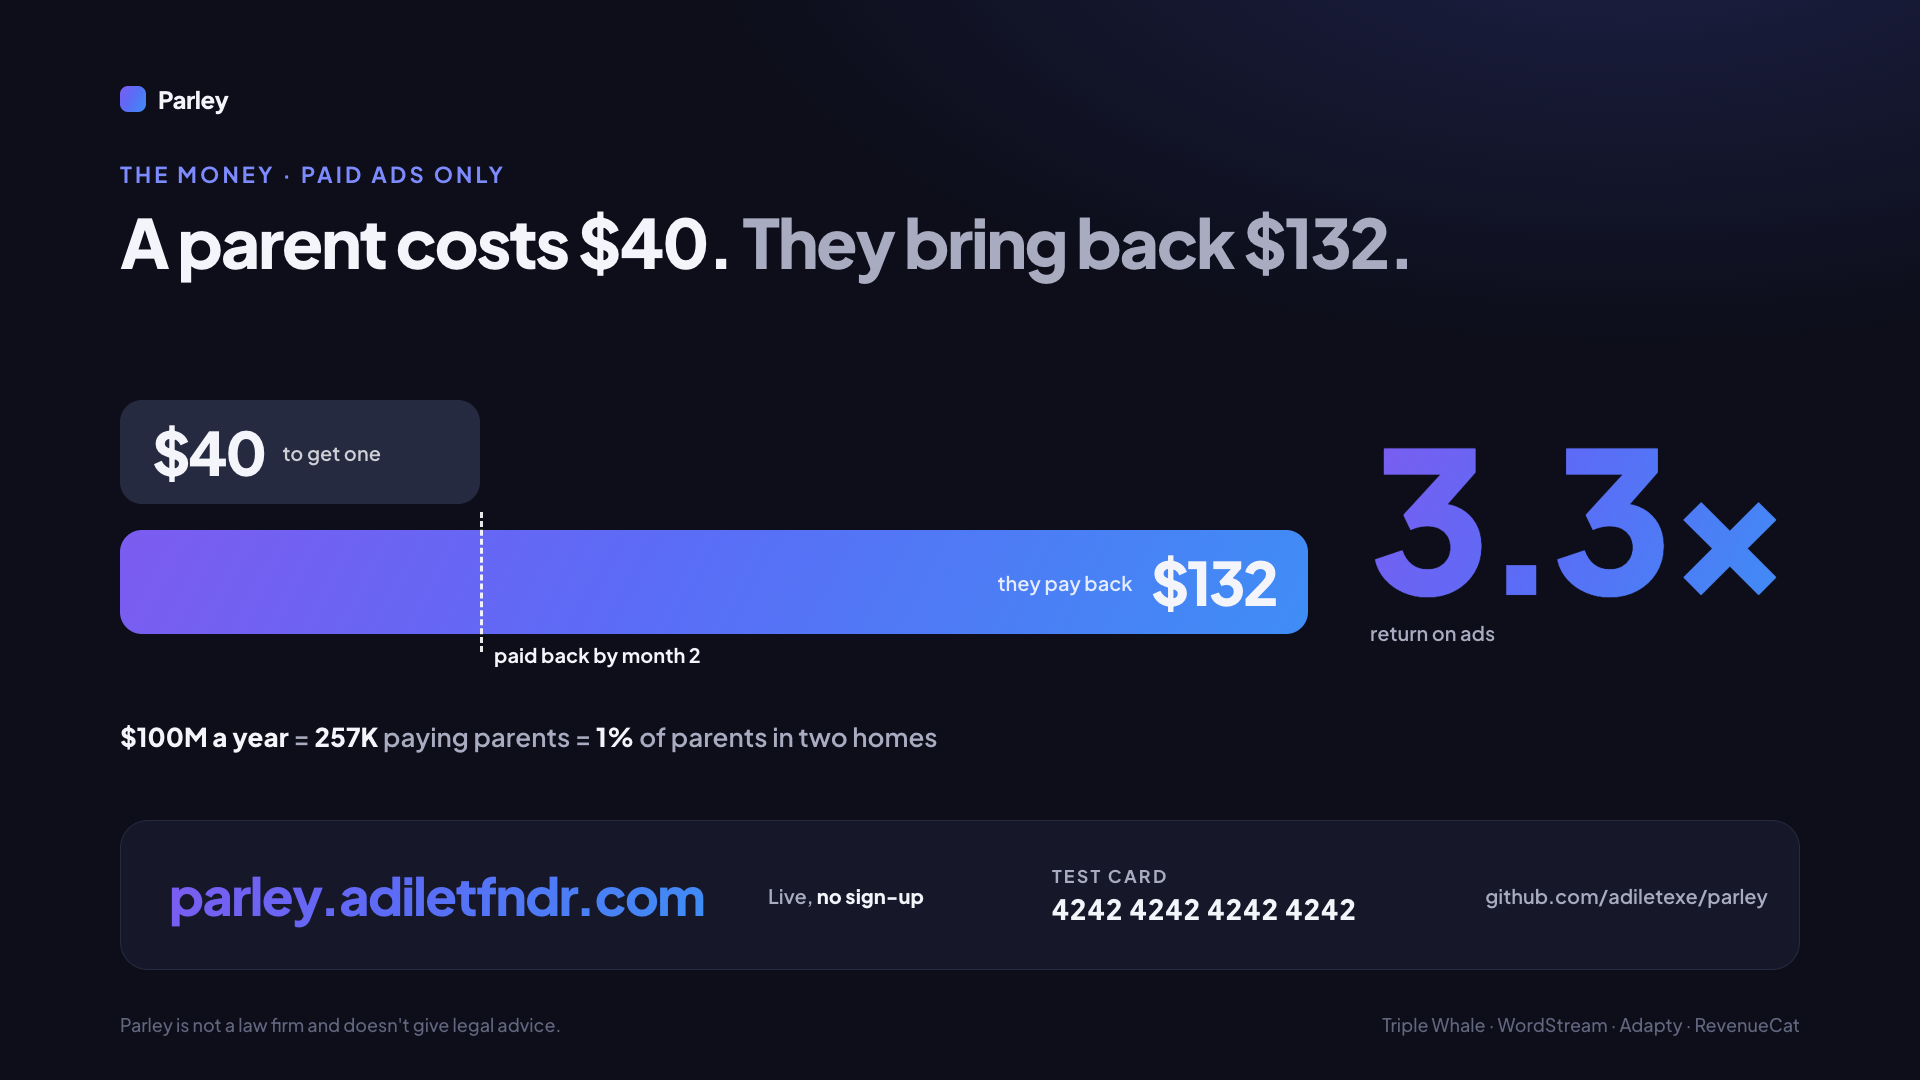 Parley
THE MONEY · PAID ADS ONLY
A parent costs $40. They bring back $132.
$40 to get one
they pay back $132
paid back by month 2
3.3×
return on ads
$100M a year = 257K paying parents = 1% of parents in two homes
parley.adiletfndr.com
Live, no sign-up
TEST CARD
4242 4242 4242 4242
github.com/adiletexe/parley
Parley is not a law firm and doesn't give legal advice.
Triple Whale · WordStream · Adapty · RevenueCat